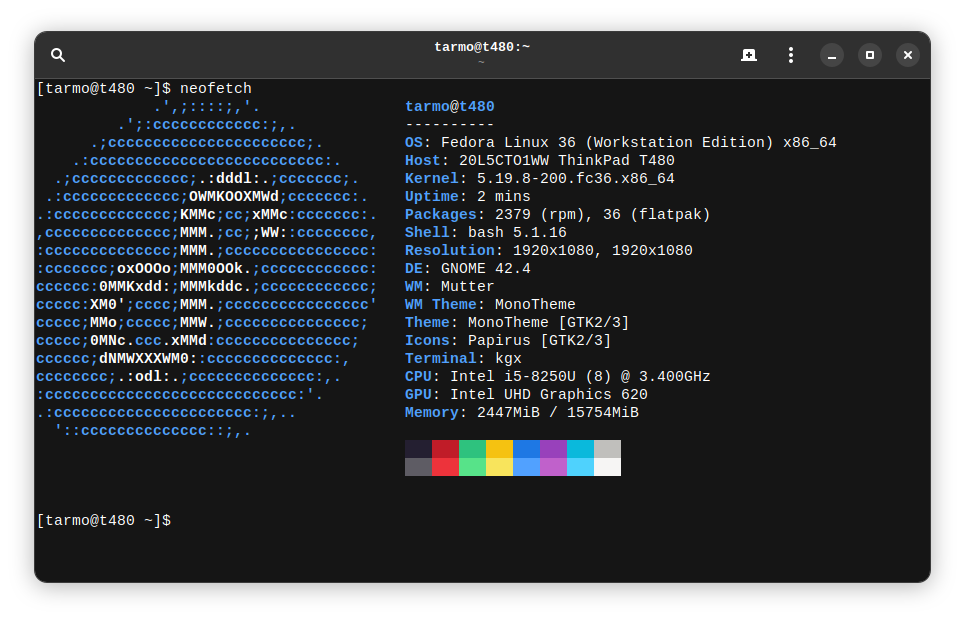 tarmo@t480:~
~
[tarmo@t480 ~]$ neofetch
             .',;::::;,'.                tarmo@t480
         .';:cccccccccccc:;,.            ----------
      .;cccccccccccccccccccccc;.         OS: Fedora Linux 36 (Workstation Edition) x86_64
    .:cccccccccccccccccccccccccc:.       Host: 20L5CTO1WW ThinkPad T480
  .;ccccccccccccc;.:dddl:.;ccccccc;.     Kernel: 5.19.8-200.fc36.x86_64
 .:ccccccccccccc;OWMKOOXMWd;ccccccc:.    Uptime: 2 mins
.:ccccccccccccc;KMMc;cc;xMMc:ccccccc:.   Packages: 2379 (rpm), 36 (flatpak)
,cccccccccccccc;MMM.;cc;;WW::cccccccc,   Shell: bash 5.1.16
:cccccccccccccc;MMM.;cccccccccccccccc:   Resolution: 1920x1080, 1920x1080
:ccccccc;oxOOOo;MMM0OOk.;cccccccccccc:   DE: GNOME 42.4
cccccc:0MMKxdd:;MMMkddc.;cccccccccccc;   WM: Mutter
ccccc:XM0';cccc;MMM.;cccccccccccccccc'   WM Theme: MonoTheme
ccccc;MMo;ccccc;MMW.;ccccccccccccccc;    Theme: MonoTheme [GTK2/3]
ccccc;0MNc.ccc.xMMd:ccccccccccccccc;     Icons: Papirus [GTK2/3]
cccccc;dNMWXXXWM0::cccccccccccccc:,      Terminal: kgx
cccccccc;.:odl:.;cccccccccccccc:,.       CPU: Intel i5-8250U (8) @ 3.400GHz
:cccccccccccccccccccccccccccc:'.         GPU: Intel UHD Graphics 620
.:cccccccccccccccccccccc:;,..            Memory: 2447MiB / 15754MiB
  '::cccccccccccccc::;,.
[tarmo@t480 ~]$